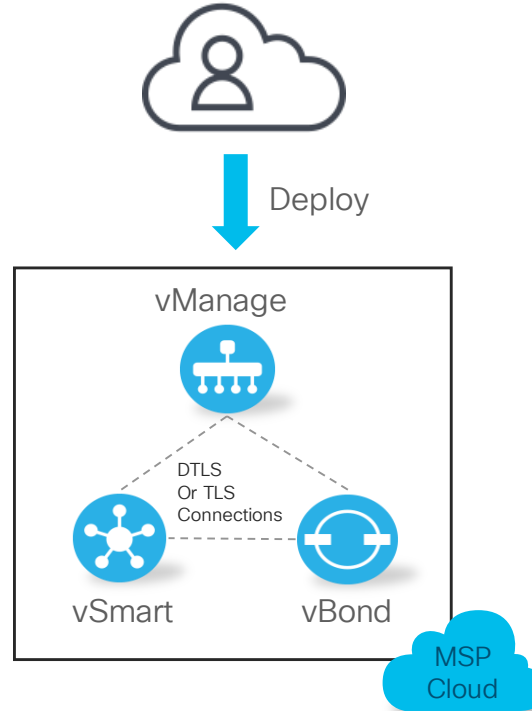 Deploy
vManage
DTLS
Or TLS
Connections
vSmart
vBond
MSP
Cloud